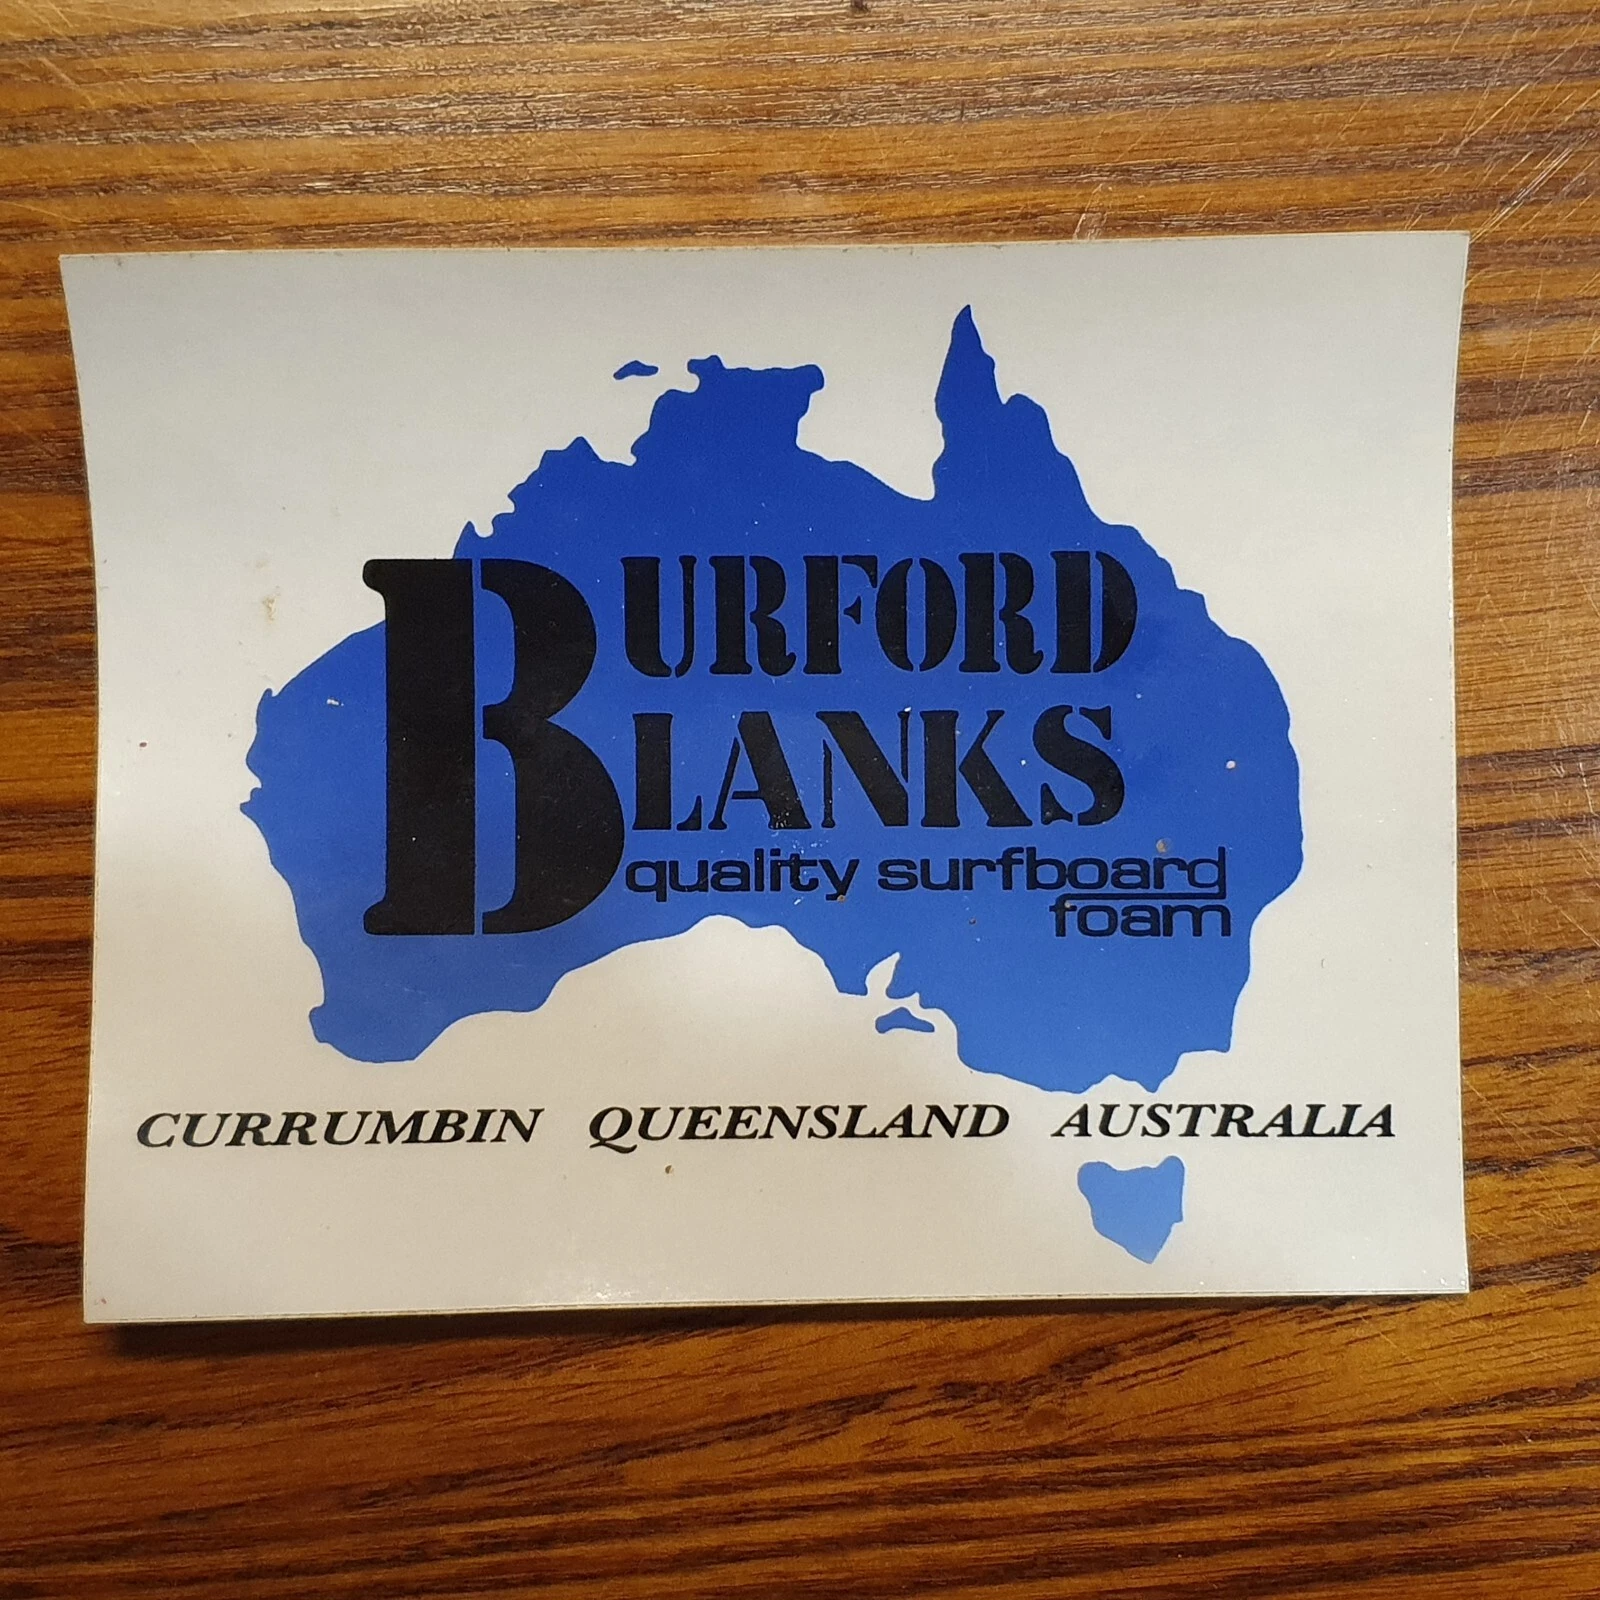 BURFORD
BLANKS
quality surfboard
foam
CURRUMBIN QUEENSLAND AUSTRALIA